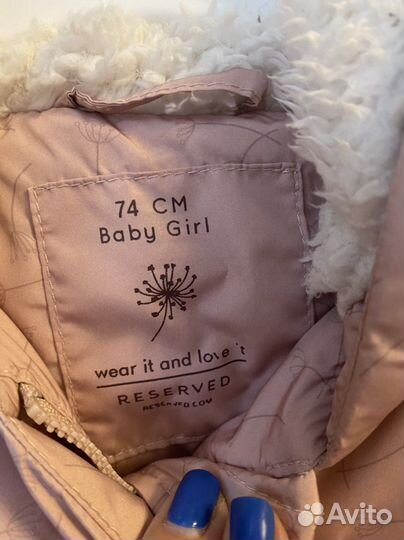 74 CM
Baby Girl
wear it and love it
RESERVED
RESERVED.COM
Avito